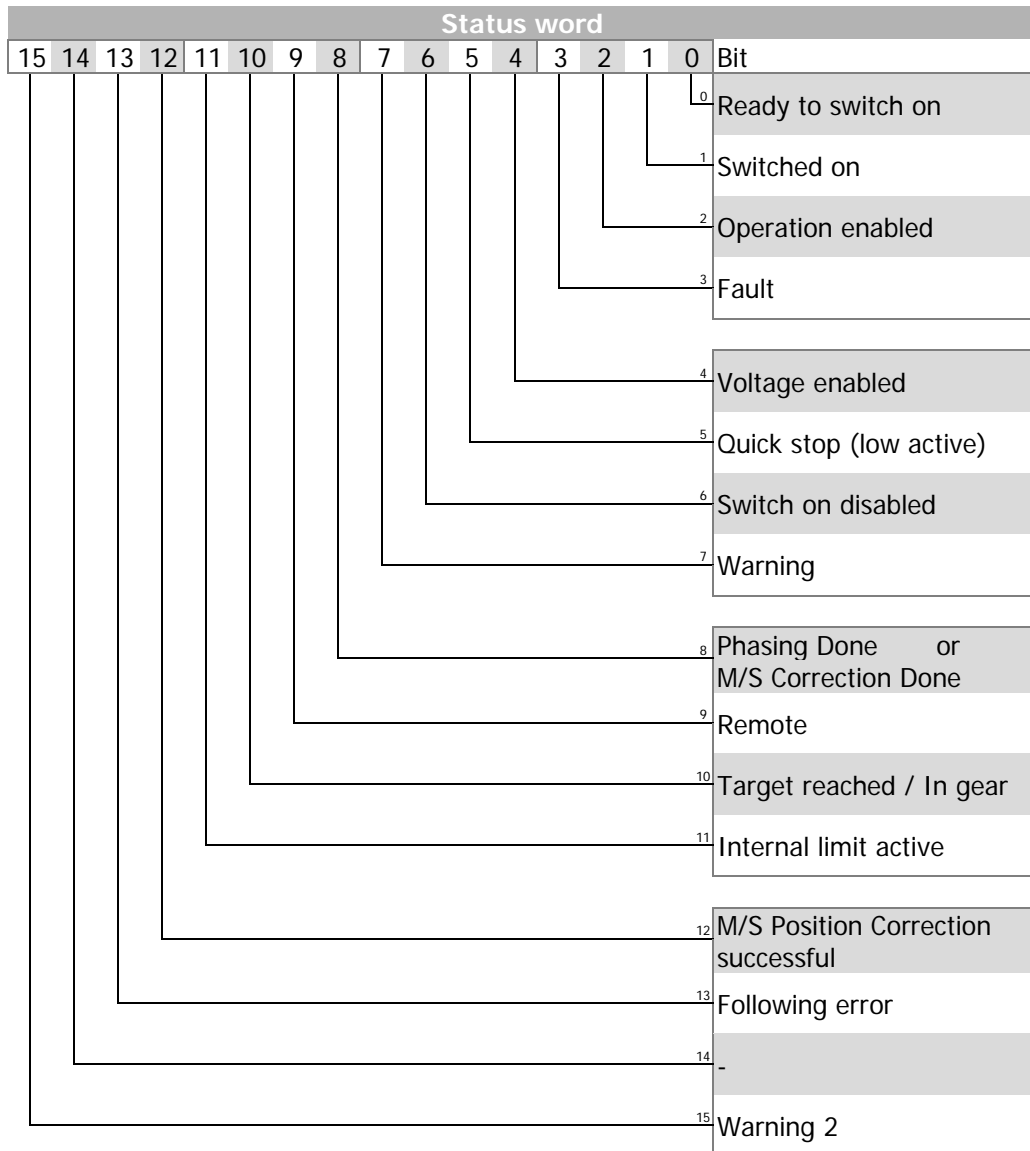 Status word
15 14 13 12 11 10 9 8 7 6 5 4 3 2 1 0 Bit
0 Ready to switch on
1 Switched on
2 Operation enabled
3 Fault
4 Voltage enabled
5 Quick stop (low active)
6 Switch on disabled
7 Warning
8 Phasing Done or
M/S Correction Done
9 Remote
10 Target reached / In gear
11 Internal limit active
12 M/S Position Correction
successful
13 Following error
14 -
15 Warning 2